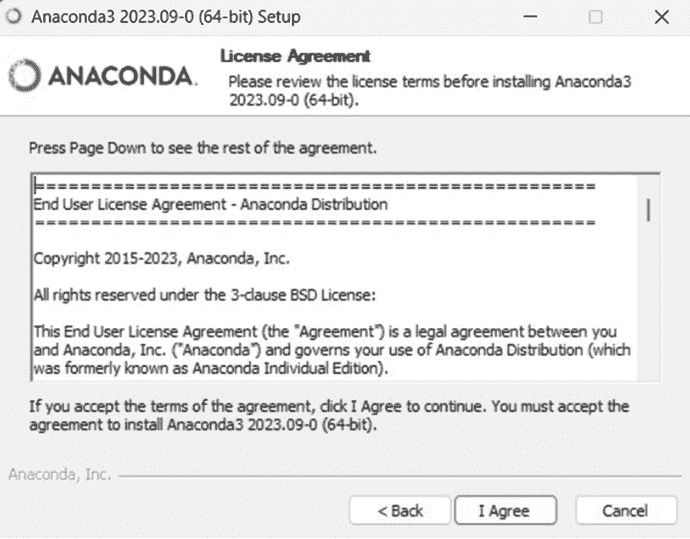 Anaconda3 2023.09-0 (64-bit) Setup
License Agreement
ANACONDA.
Please review the license terms before installing Anaconda3
2023.09-0 (64-bit).
Press Page Down to see the rest of the agreement.
==================================================
End User License Agreement - Anaconda Distribution
==================================================
Copyright 2015-2023, Anaconda, Inc.
All rights reserved under the 3-clause BSD License:
This End User License Agreement (the "Agreement") is a legal agreement between you
and Anaconda, Inc. ("Anaconda") and governs your use of Anaconda Distribution (which
was formerly known as Anaconda Individual Edition).
If you accept the terms of the agreement, click I Agree to continue. You must accept the
agreement to install Anaconda3 2023.09-0 (64-bit).
Anaconda, Inc.
< Back
I Agree
Cancel